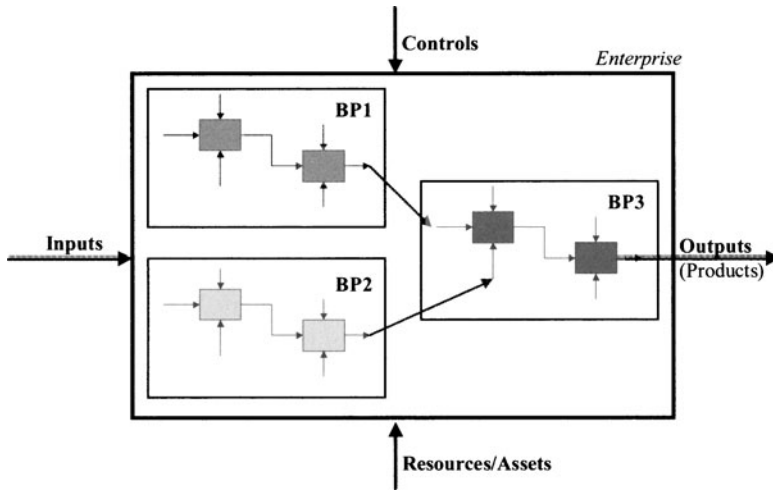 Controls
Enterprise
BP1
BP3
Inputs
Outputs
(Products)
BP2
Resources/Assets